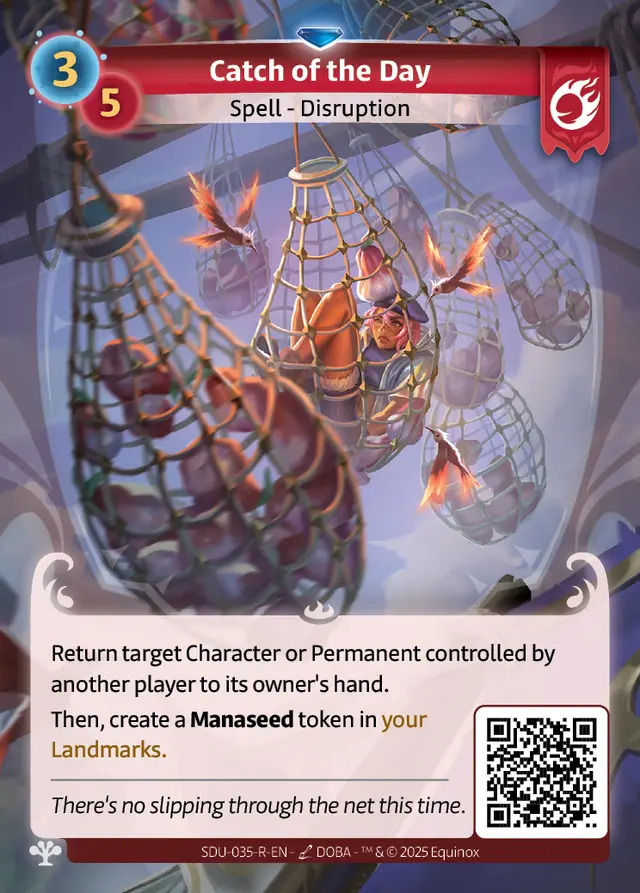 3
5
Catch of the Day
Spell - Disruption
Return target Character or Permanent controlled by
another player to its owner's hand.
Then, create a Manaseed token in your
Landmarks.
There's no slipping through the net this time.
SDU-035-R-EN - DOBA - ™ & © 2025 Equinox